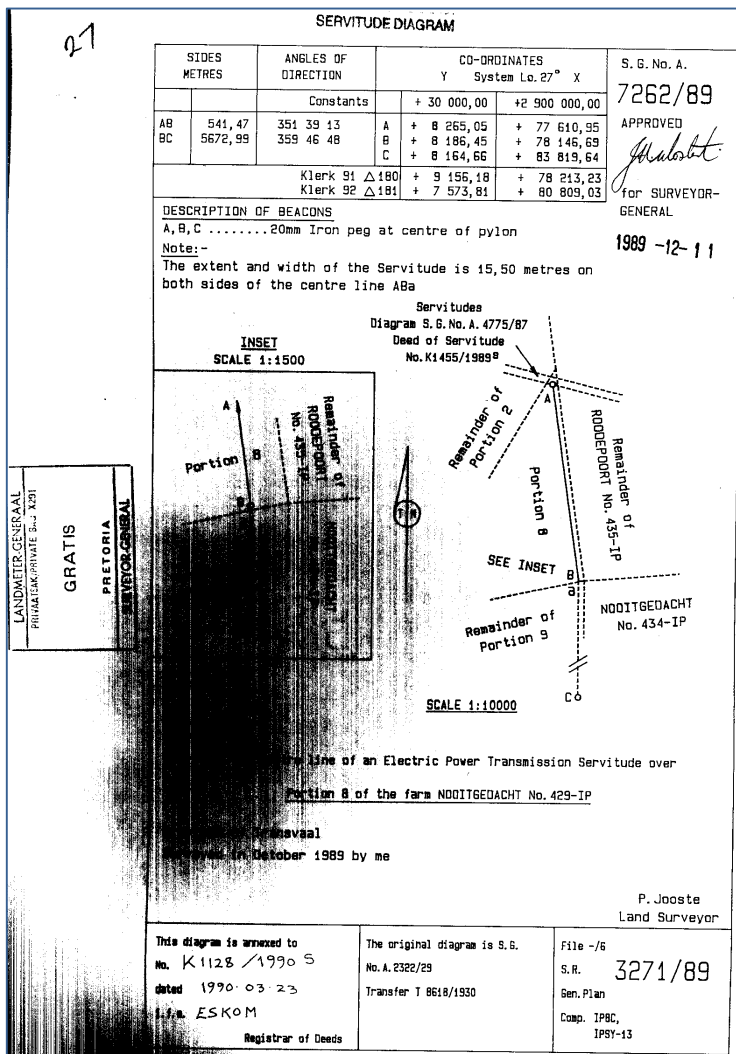 27
SERVITUDE DIAGRAM
SIDES METRES
ANGLES OF DIRECTION
CO-ORDINATES
Y System Lo. 27° X
Constants + 30 000,00 +2 900 000,00
AB 541,47 351 39 13 A + 8 265,05 + 77 610,95
BC 5672,99 359 46 48 B + 8 186,45 + 78 146,69
C + 8 164,66 + 83 819,64
Klerk 91 △180 + 9 156,18 + 78 213,23
Klerk 92 △181 + 7 573,81 + 80 809,03
S.G. No. A.
7262/89
APPROVED
for SURVEYOR-
GENERAL
1989 -12- 11
DESCRIPTION OF BEACONS
A,B,C ........20mm Iron peg at centre of pylon
Note:-
The extent and width of the Servitude is 15,50 metres on
both sides of the centre line ABa
Servitudes
Diagram S.G. No. A. 4775/87
Deed of Servitude
No. K1455/1989S
INSET
SCALE 1:1500
A
Portion 8
Remainder of
ROODEPOORT
No. 435-IP
T N
A
Remainder of
Portion 2
Portion 8
Remainder of
ROODEPOORT No. 435-IP
SEE INSET
B
a
NOOITGEDACHT
No. 434-IP
Remainder of
Portion 9
C
SCALE 1:10000
LANDMETER-GENERAAL
PRIVAATSAK/PRIVATE BAG X291
GRATIS
PRETORIA
SURVEYOR-GENERAL
line of an Electric Power Transmission Servitude over
Portion 8 of the farm NOOITGEDACHT No. 429-IP
Transvaal
in October 1989 by me
P. Jooste
Land Surveyor
This diagram is annexed to
No. K1128/1990 S
dated 1990.03.23
i.f.o. ESKOM
Registrar of Deeds
The original diagram is S.G.
No. A. 2322/29
Transfer T 8618/1930
File -/6
S.R. 3271/89
Gen. Plan
Comp. IPBC,
IPSY-13